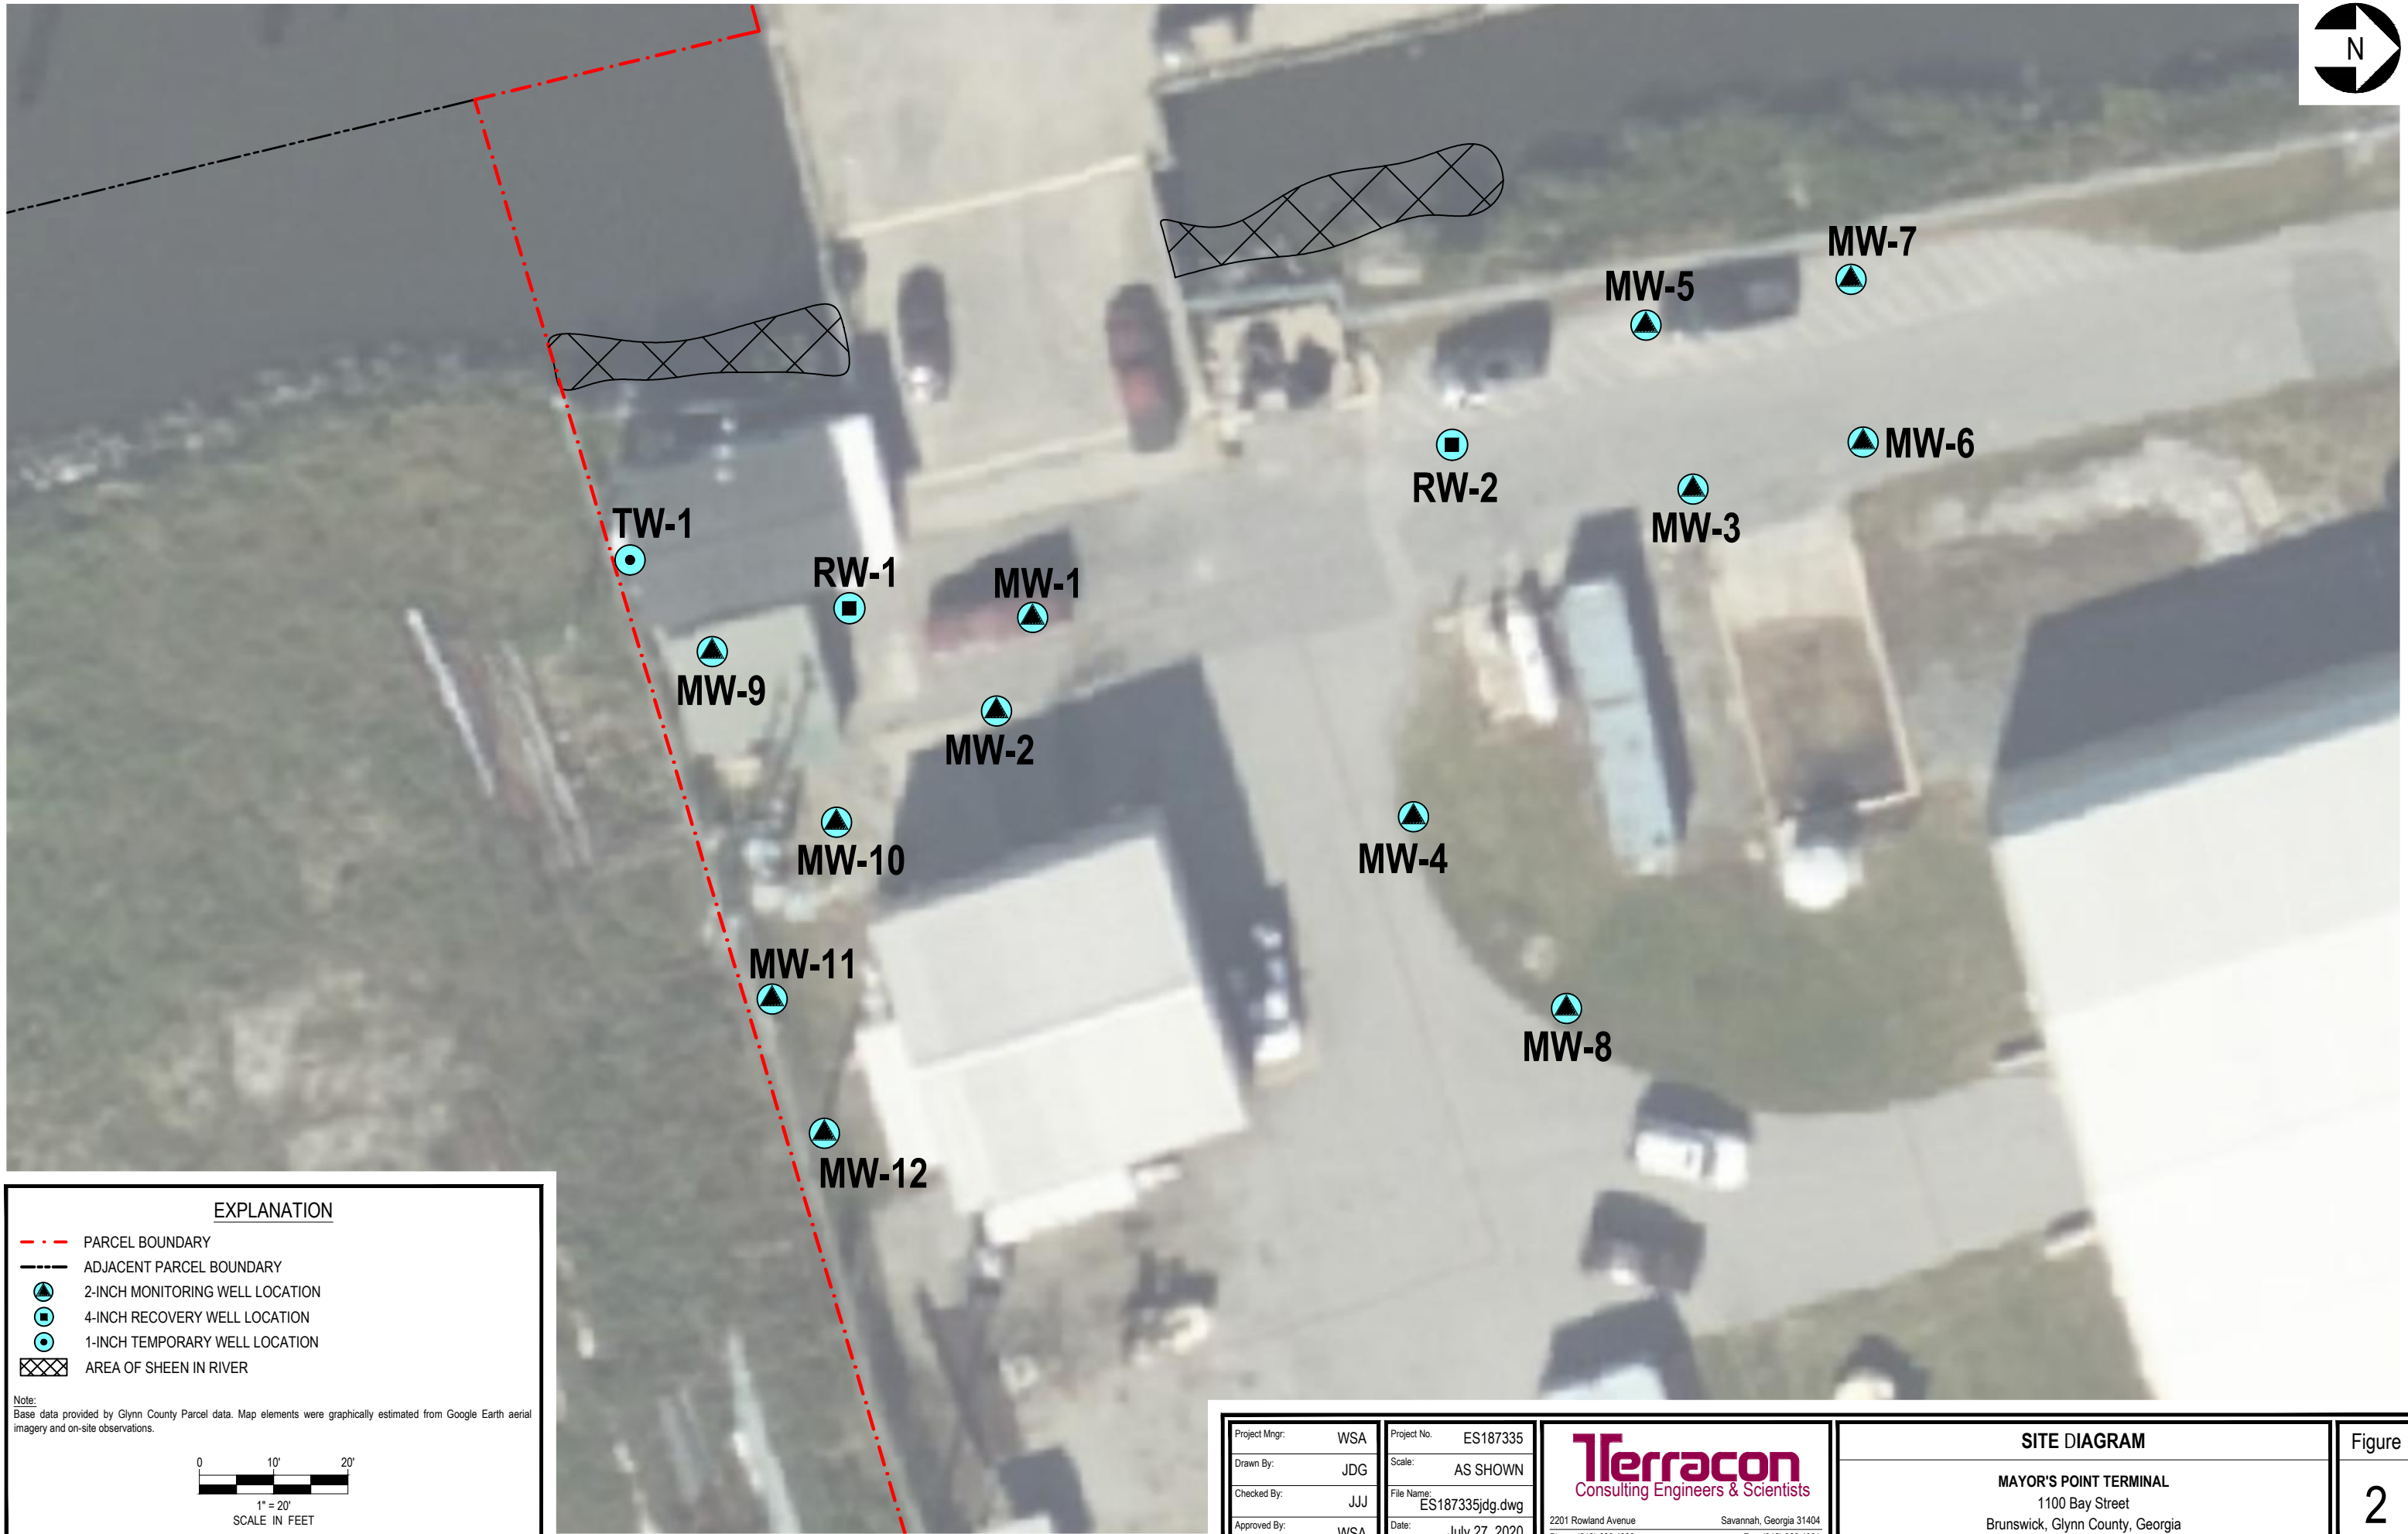 N
MW-7
MW-5
MW-6
RW-2
MW-3
TW-1
RW-1
MW-1
MW-9
MW-2
MW-10
MW-4
MW-11
MW-8
MW-12
EXPLANATION
PARCEL BOUNDARY
ADJACENT PARCEL BOUNDARY
2-INCH MONITORING WELL LOCATION
4-INCH RECOVERY WELL LOCATION
1-INCH TEMPORARY WELL LOCATION
AREA OF SHEEN IN RIVER
Note:
Base data provided by Glynn County Parcel data. Map elements were graphically estimated from Google Earth aerial
imagery and on-site observations.
0 10' 20'
1" = 20'
SCALE IN FEET
Project Mngr: WSA
Drawn By: JDG
Checked By: JJJ
Approved By: WSA
Project No. ES187335
Scale: AS SHOWN
File Name: ES187335jdg.dwg
Date: July 27, 2020
Terracon
Consulting Engineers & Scientists
2201 Rowland Avenue Savannah, Georgia 31404
SITE DIAGRAM
MAYOR'S POINT TERMINAL
1100 Bay Street
Brunswick, Glynn County, Georgia
Figure
2